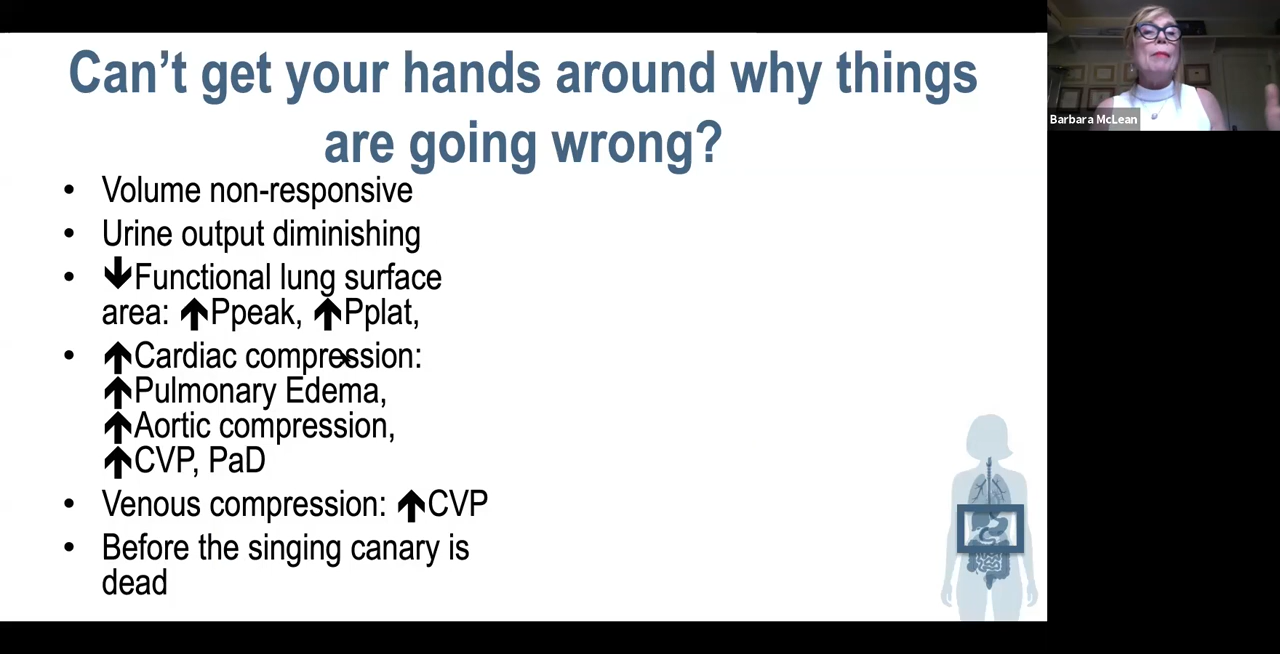 Can’t get your hands around why things
are going wrong?
• Volume non-responsive
• Urine output diminishing
• ↓Functional lung surface
area: ↑Ppeak, ↑Pplat,
• ↑Cardiac compression:
↑Pulmonary Edema,
↑Aortic compression,
↑CVP, PaD
• Venous compression: ↑CVP
• Before the singing canary is
dead
Barbara McLean